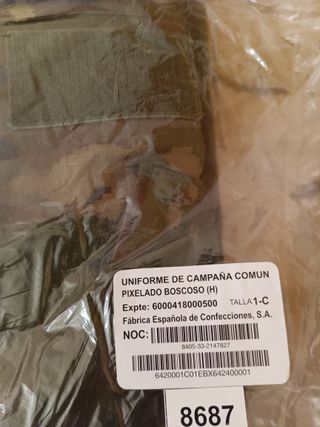 UNIFORME DE CAMPAÑA COMUN
PIXELADO BOSCOSO (H)
Expte: 6000418000500 TALLA 1-C
Fábrica Española de Confecciones, S.A.
NOC:
8405-33-2147827
6420001C01EBX642400001
8687